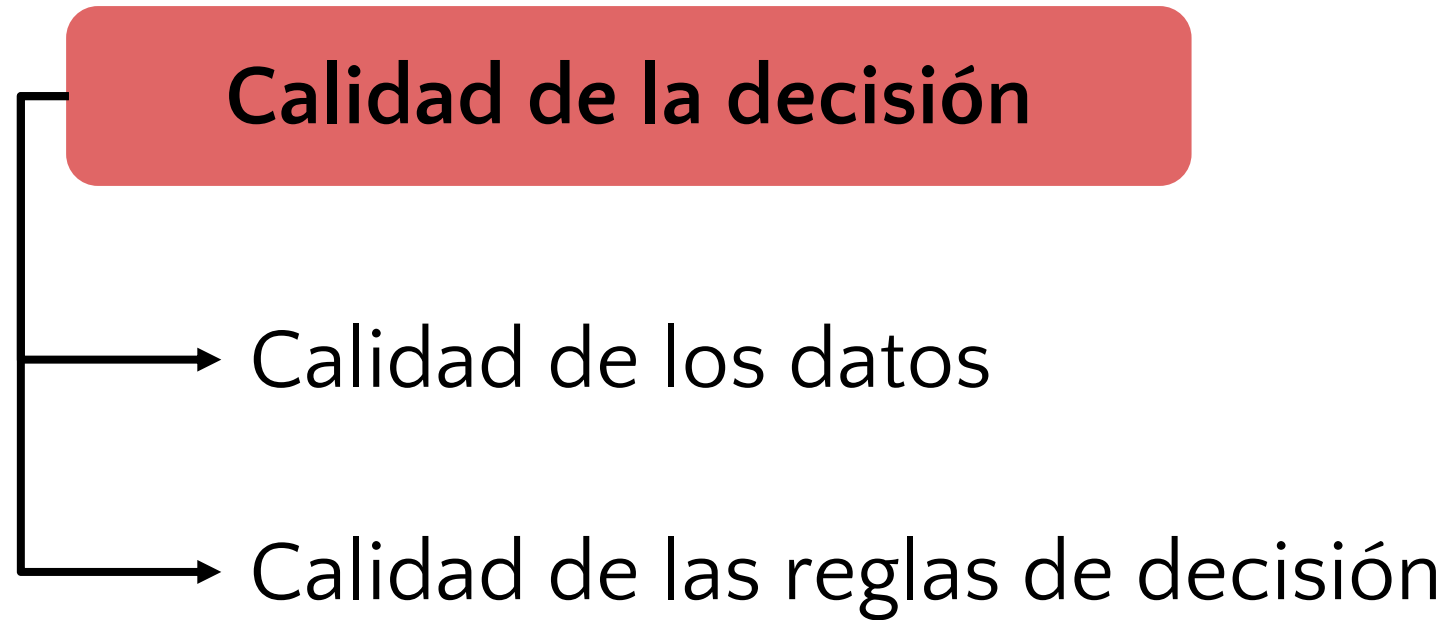 Calidad de la decisión
Calidad de los datos
Calidad de las reglas de decisión